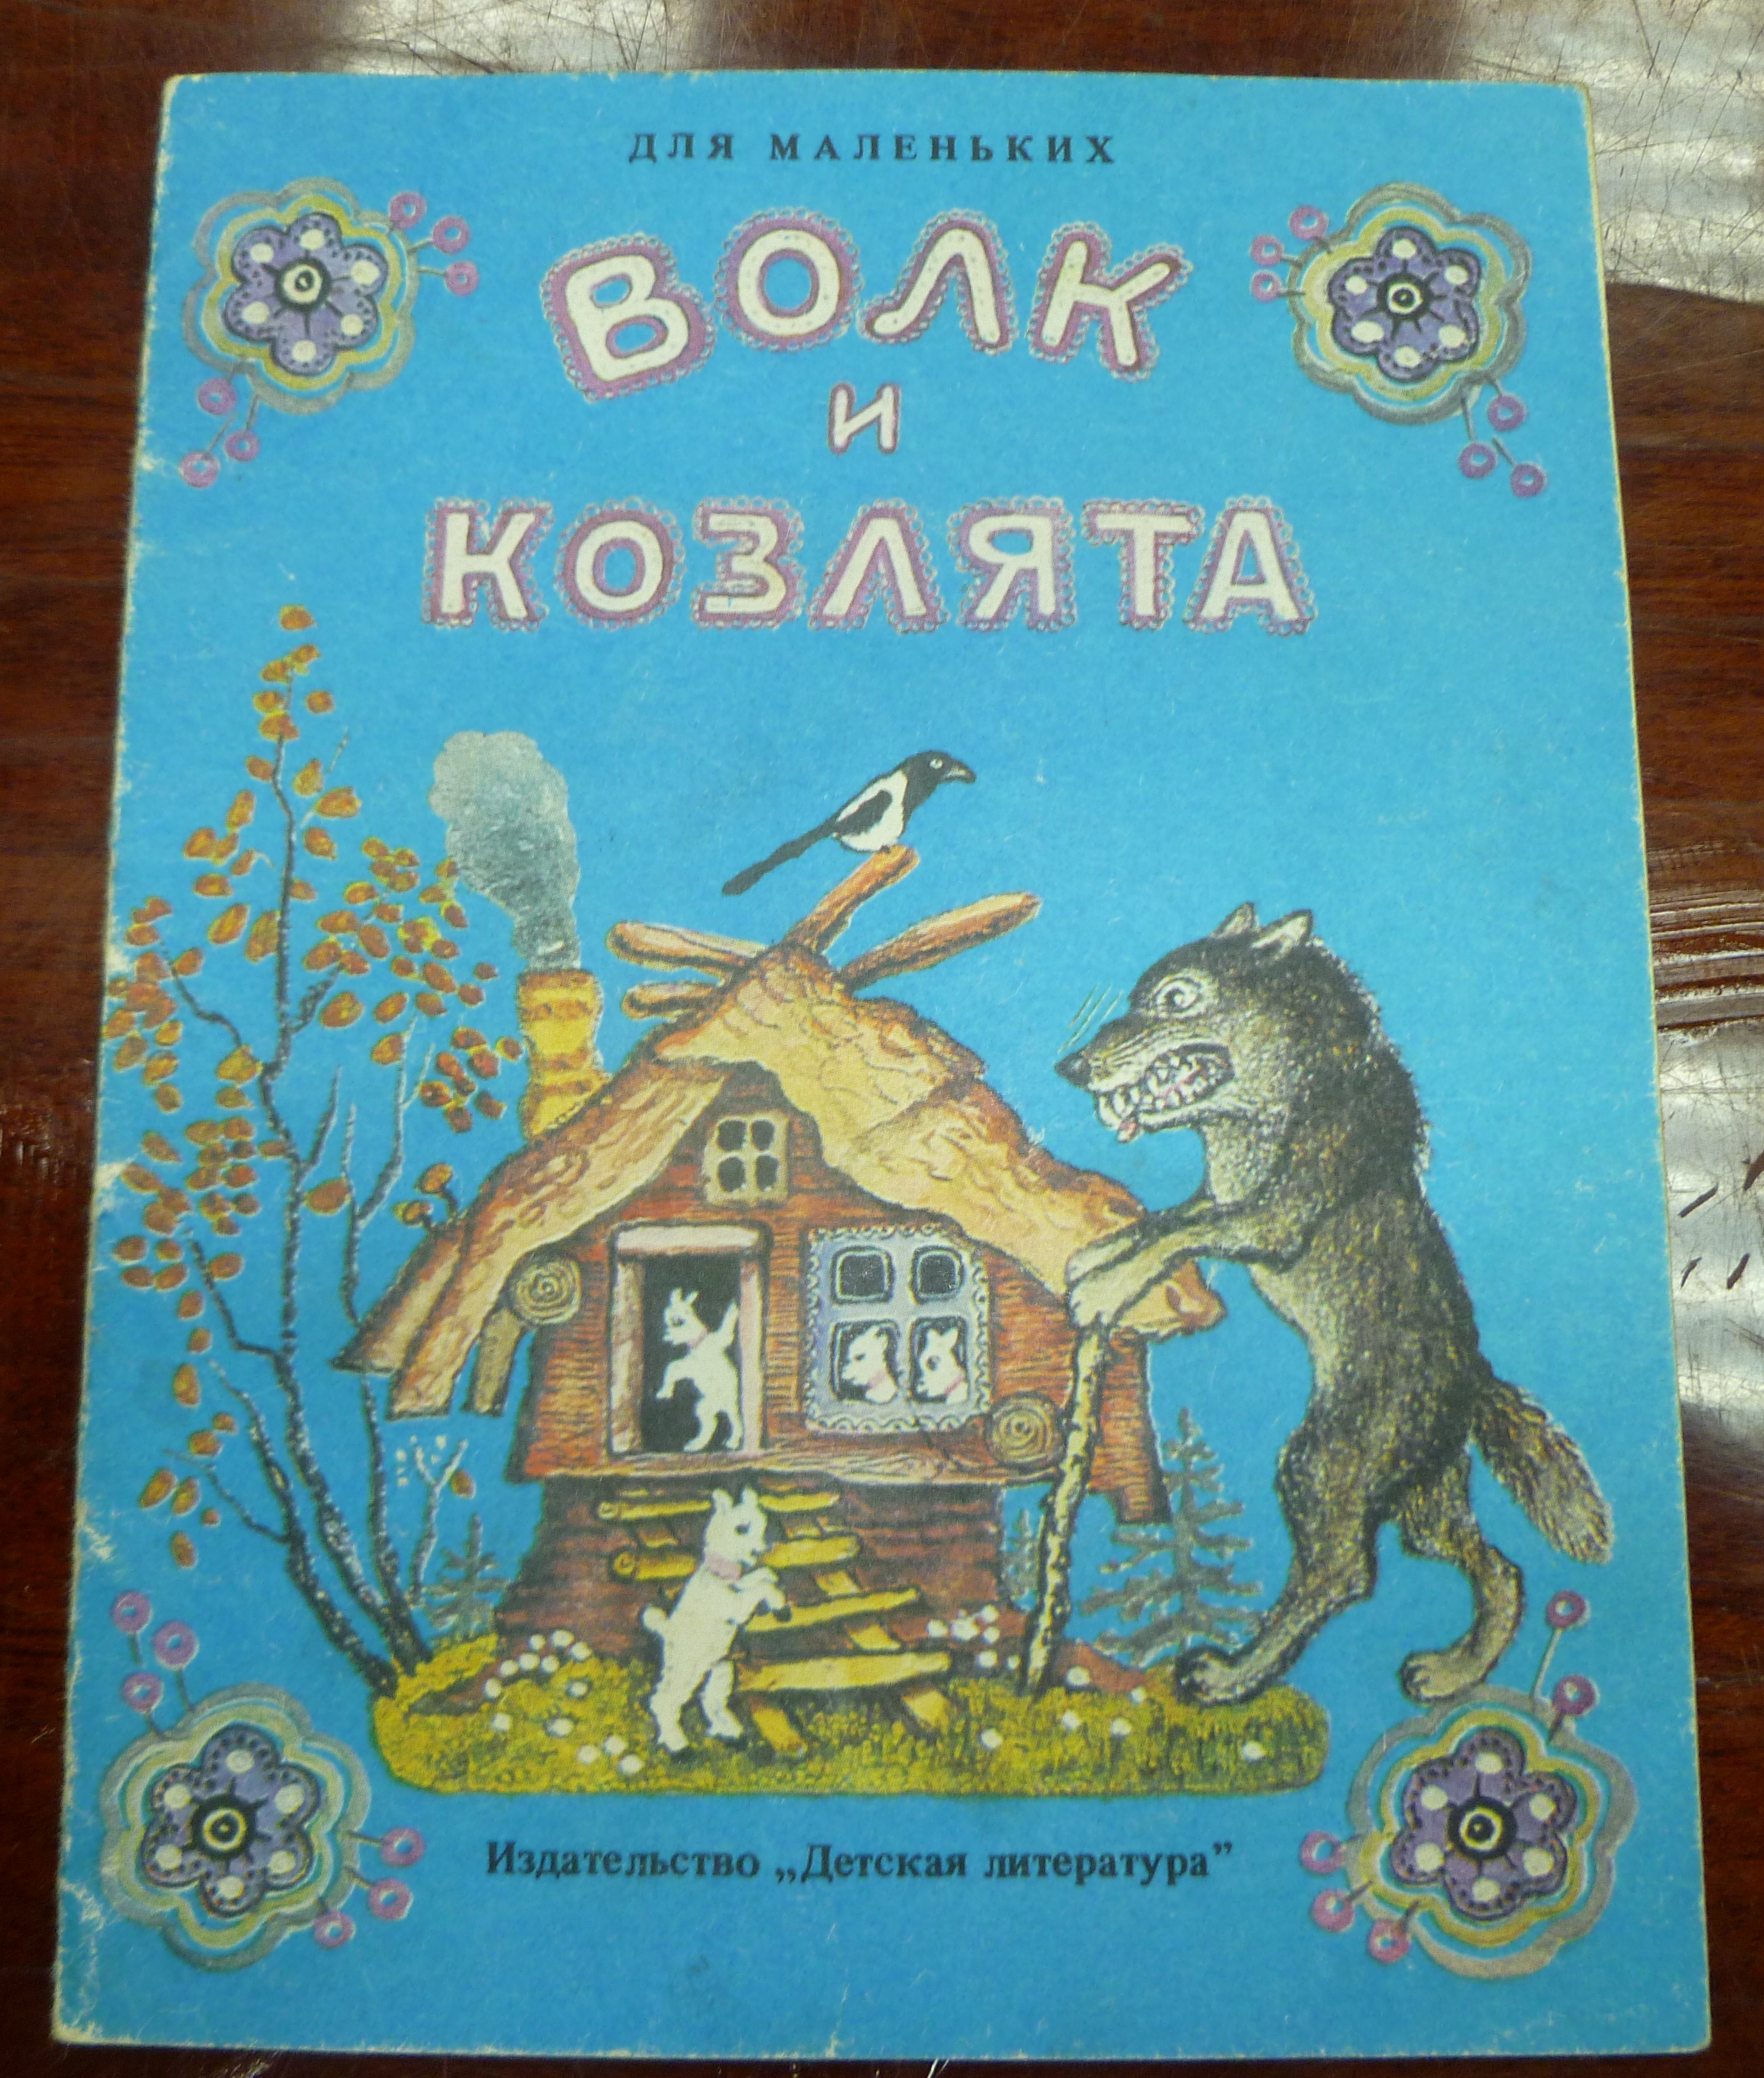 ДЛЯ МАЛЕНЬКИХ
ВОЛК
И
КОЗЛЯТА
Издательство „Детская литература”